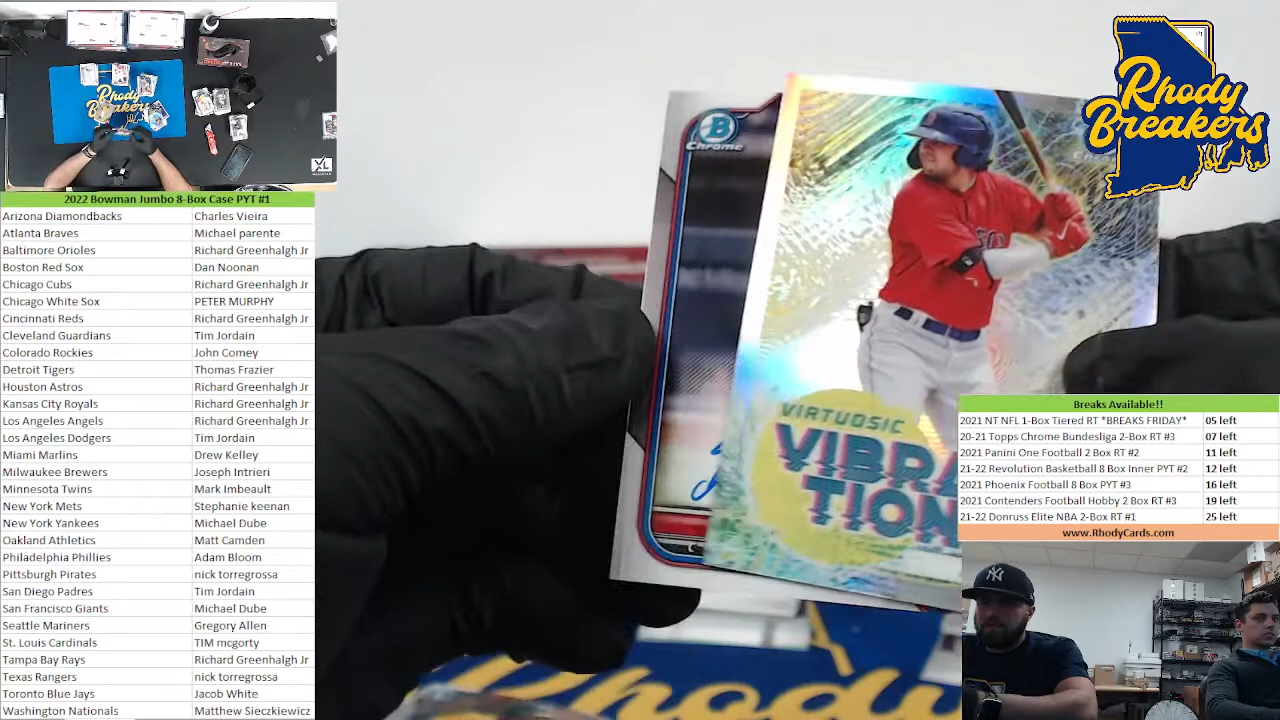 Rhody
Breakers
XL
2022 Bowman Jumbo 8-Box Case PYT #1
Arizona Diamondbacks Charles Vieira
Atlanta Braves Michael parente
Baltimore Orioles Richard Greenhalgh Jr
Boston Red Sox Dan Noonan
Chicago Cubs Richard Greenhalgh Jr
Chicago White Sox PETER MURPHY
Cincinnati Reds Richard Greenhalgh Jr
Cleveland Guardians Tim Jordain
Colorado Rockies John Comey
Detroit Tigers Thomas Frazier
Houston Astros Richard Greenhalgh Jr
Kansas City Royals Richard Greenhalgh Jr
Los Angeles Angels Richard Greenhalgh Jr
Los Angeles Dodgers Tim Jordain
Miami Marlins Drew Kelley
Milwaukee Brewers Joseph Intrieri
Minnesota Twins Mark Imbeault
New York Mets Stephanie keenan
New York Yankees Michael Dube
Oakland Athletics Matt Camden
Philadelphia Phillies Adam Bloom
Pittsburgh Pirates nick torregrossa
San Diego Padres Tim Jordain
San Francisco Giants Michael Dube
Seattle Mariners Gregory Allen
St. Louis Cardinals TIM mcgorty
Tampa Bay Rays Richard Greenhalgh Jr
Texas Rangers nick torregrossa
Toronto Blue Jays Jacob White
Washington Nationals Matthew Sieczkiewicz
B
Chrome
VIRTUOSIC
VIBRA
TION
Rhody
Rhody
Breakers
Breaks Available!!
2021 NT NFL 1-Box Tiered RT *BREAKS FRIDAY* 05 left
20-21 Topps Chrome Bundesliga 2-Box RT #3 07 left
2021 Panini One Football 2 Box RT #2 11 left
21-22 Revolution Basketball 8 Box Inner PYT #2 12 left
2021 Phoenix Football 8 Box PYT #3 16 left
2021 Contenders Football Hobby 2 Box RT #3 19 left
21-22 Donruss Elite NBA 2-Box RT #1 25 left
www.RhodyCards.com
NY